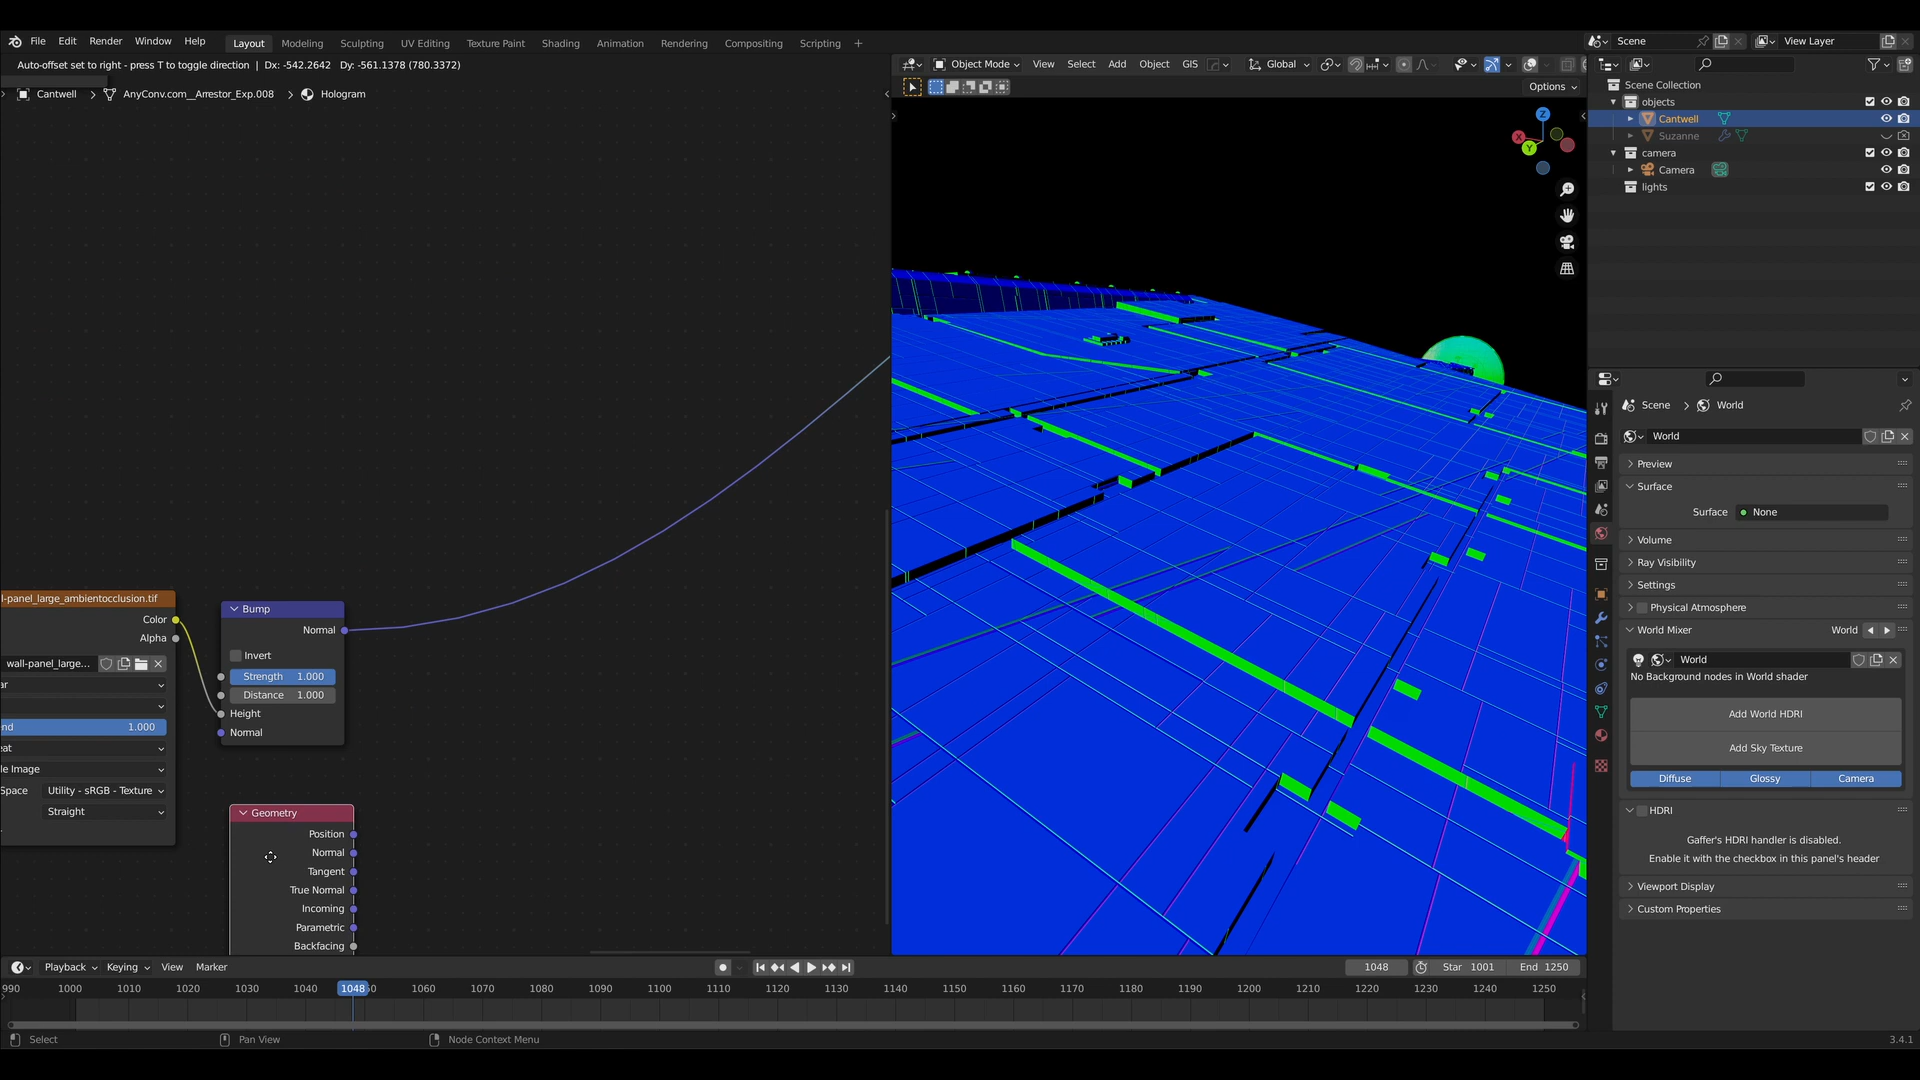 File Edit Render Window Help Layout Modeling Sculpting UV Editing Texture Paint Shading Animation Rendering Compositing Scripting + Scene View Layer
Auto-offset set to right - press T to toggle direction | Dx: -542.2642 Dy: -561.1378 (780.3372)
Object Mode View Select Add Object GIS Global
Options
Cantwell > AnyConv.com__Arrestor_Exp.008 > Hologram
Z
X
Y
Scene Collection
objects
Cantwell
Suzanne
camera
Camera
lights
Scene > World
World
Preview
Surface
Surface None
Volume
Ray Visibility
Settings
Physical Atmosphere
World Mixer World
World
No Background nodes in World shader
Add World HDRI
Add Sky Texture
Diffuse Glossy Camera
HDRI
Gaffer's HDRI handler is disabled.
Enable it with the checkbox in this panel's header
Viewport Display
Custom Properties
l-panel_large_ambientocclusion.tif
Color
Alpha
wall-panel_large...
ar
nd 1.000
eat
le Image
Space Utility - sRGB - Texture
Straight
Bump
Normal
Invert
Strength 1.000
Distance 1.000
Height
Normal
Geometry
Position
Normal
Tangent
True Normal
Incoming
Parametric
Backfacing
Playback Keying View Marker 1048 Star 1001 End 1250
990 1000 1010 1020 1030 1040 1048 1060 1070 1080 1090 1100 1110 1120 1130 1140 1150 1160 1170 1180 1190 1200 1210 1220 1230 1240 1250
Select Pan View Node Context Menu 3.4.1